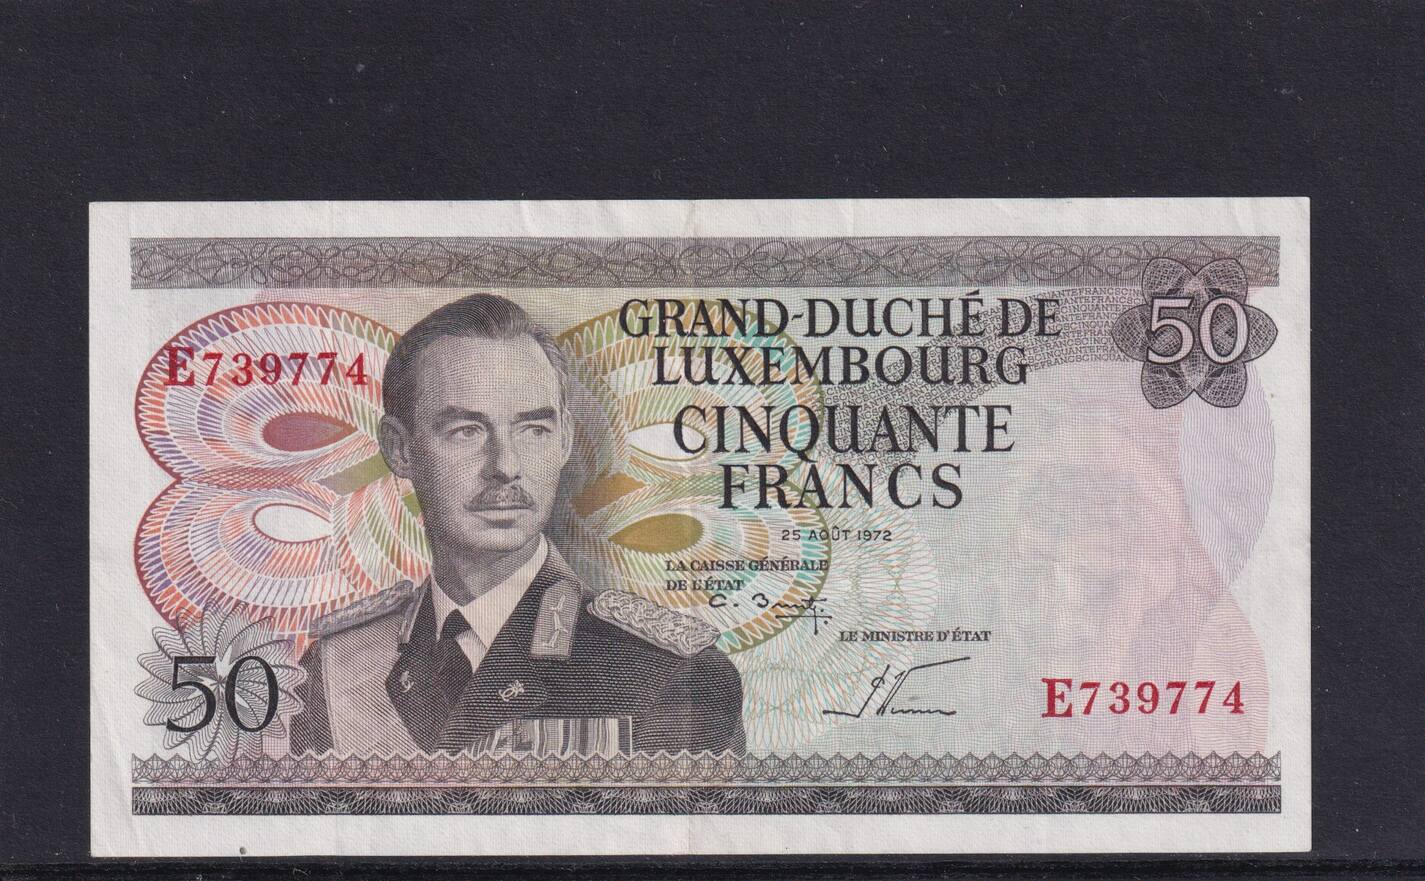 GRAND-DUCHÉ DE
LUXEMBOURG
50
E739774
CINQUANTE
FRANCS
25 AOÛT 1972
LA CAISSE GÉNÉRALE
DE L'ÉTAT
LE MINISTRE D'ÉTAT
50
E739774